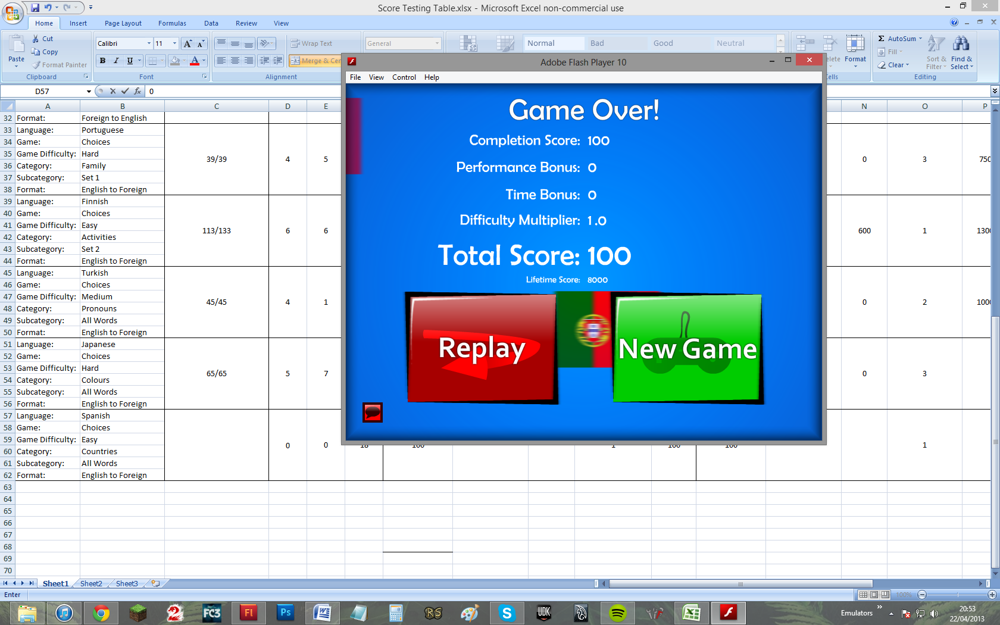 Score Testing Table.xlsx - Microsoft Excel non-commercial use
Home Insert Page Layout Formulas Data Review View
Paste Cut Copy Format Painter
Calibri 11
B I U
Wrap Text
Merge & Cen
General
Normal Bad Good Neutral
elete Format
AutoSum Fill Clear Sort & Filter Find & Select
Clipboard Font Alignment ells Editing
D57 fx 0
Adobe Flash Player 10
File View Control Help
Game Over!
Completion Score: 100
Performance Bonus: 0
Time Bonus: 0
Difficulty Multiplier: 1.0
Total Score: 100
Lifetime Score: 8000
Replay
New Game
A B C D E N O P
32 Format: Foreign to English
33 Language: Portuguese
34 Game: Choices
35 Game Difficulty: Hard
39/39 4 5 0 3 750
36 Category: Family
37 Subcategory: Set 1
38 Format: English to Foreign
39 Language: Finnish
40 Game: Choices
41 Game Difficulty: Easy
113/133 6 6 600 1 1300
42 Category: Activities
43 Subcategory: Set 2
44 Format: English to Foreign
45 Language: Turkish
46 Game: Choices
47 Game Difficulty: Medium
45/45 4 1 0 2 1000
48 Category: Pronouns
49 Subcategory: All Words
50 Format: English to Foreign
51 Language: Japanese
52 Game: Choices
53 Game Difficulty: Hard
65/65 5 7 0 3
54 Category: Colours
55 Subcategory: All Words
56 Format: English to Foreign
57 Language: Spanish
58 Game: Choices
59 Game Difficulty: Easy
0 0 18 100 1 100 100 1
60 Category: Countries
61 Subcategory: All Words
62 Format: English to Foreign
63
64
65
66
67
68
69
70
Sheet1 Sheet2 Sheet3
Enter 100%
2 FC3 Fl Ps W RS S UDK
Emulators
20:53
22/04/2013